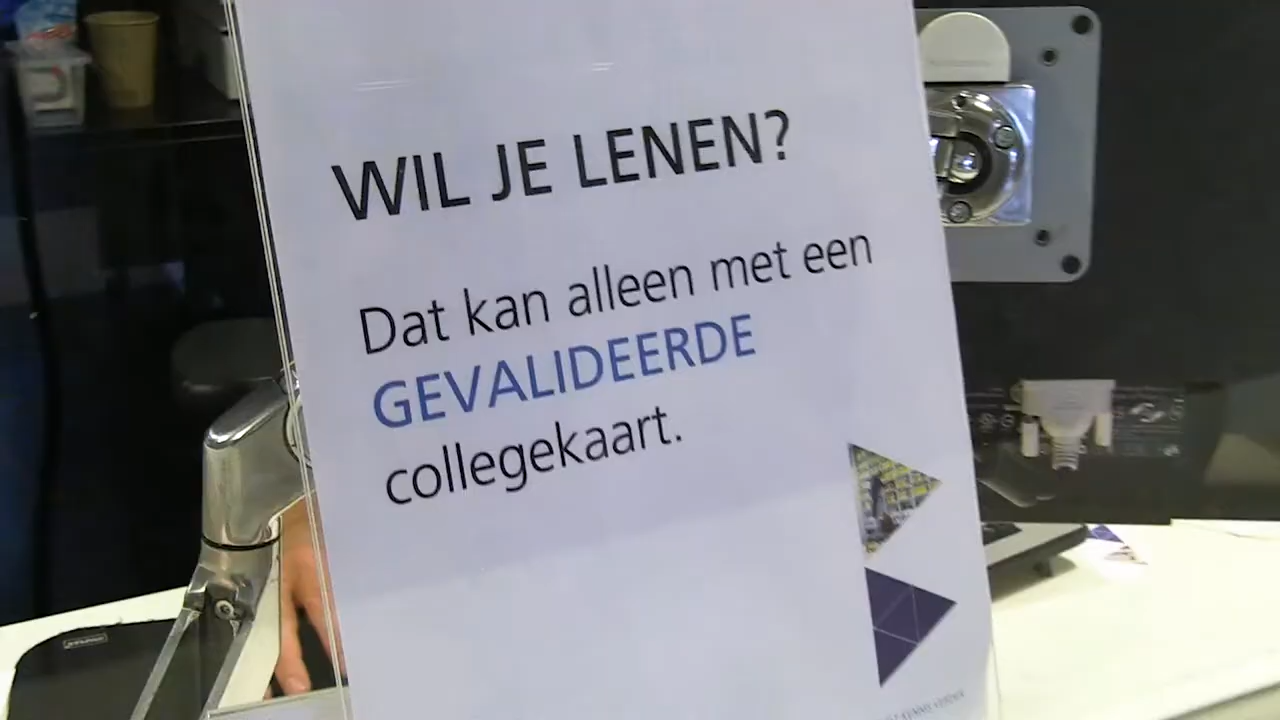 WIL JE LENEN?
Dat kan alleen met een
GEVALIDEERDE
collegekaart.